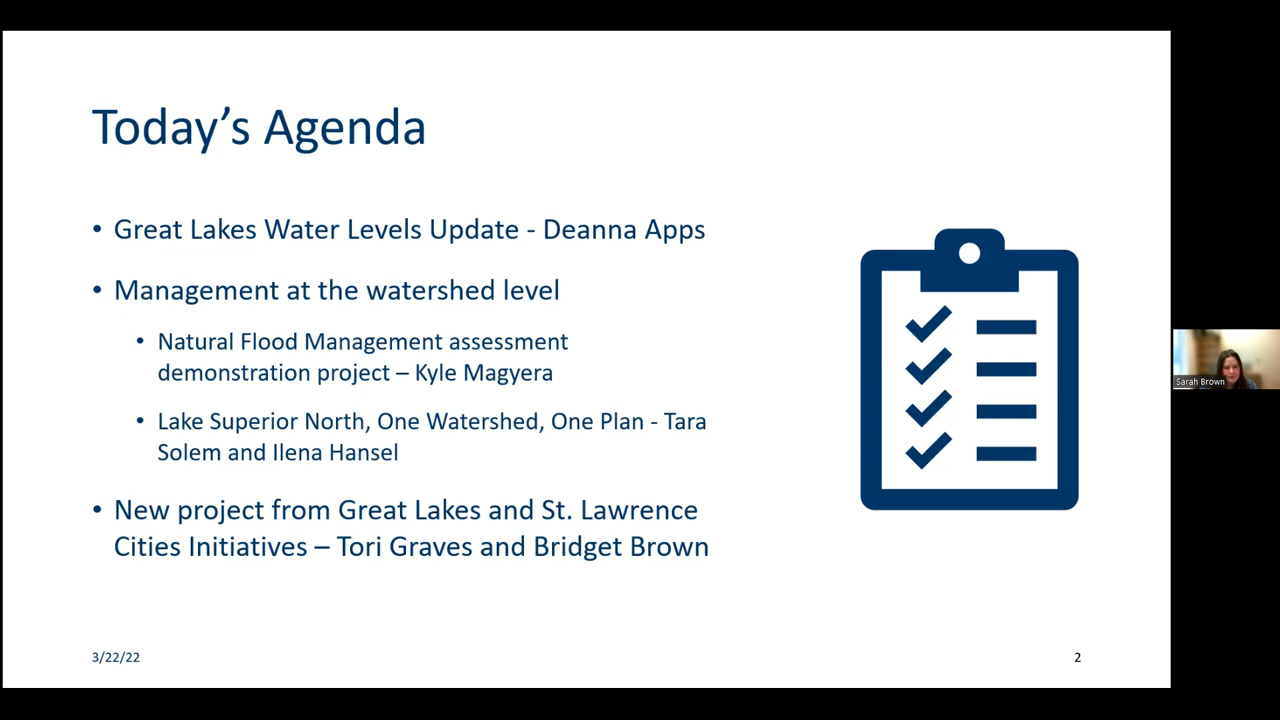 Today's Agenda
• Great Lakes Water Levels Update - Deanna Apps
• Management at the watershed level
• Natural Flood Management assessment
demonstration project – Kyle Magyera
• Lake Superior North, One Watershed, One Plan - Tara
Solem and Ilena Hansel
• New project from Great Lakes and St. Lawrence
Cities Initiatives – Tori Graves and Bridget Brown
3/22/22
2
Sarah Brown